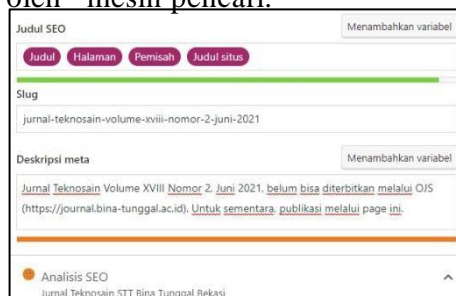 oleh mesin pencari.
Judul SEO
Menambahkan variabel
Judul Halaman Pemisah Judul situs
Slug
jurnal-teknosain-volume-xviii-nomor-2-juni-2021
Deskripsi meta
Menambahkan variabel
Jurnal Teknosain Volume XVIII Nomor 2, Juni 2021, belum bisa diterbitkan melalui OJS
(https://journal.bina-tunggal.ac.id). Untuk sementara, publikasi melalui page ini.
Analisis SEO
Jurnal Teknosain STT Bina Tunggal Bekasi